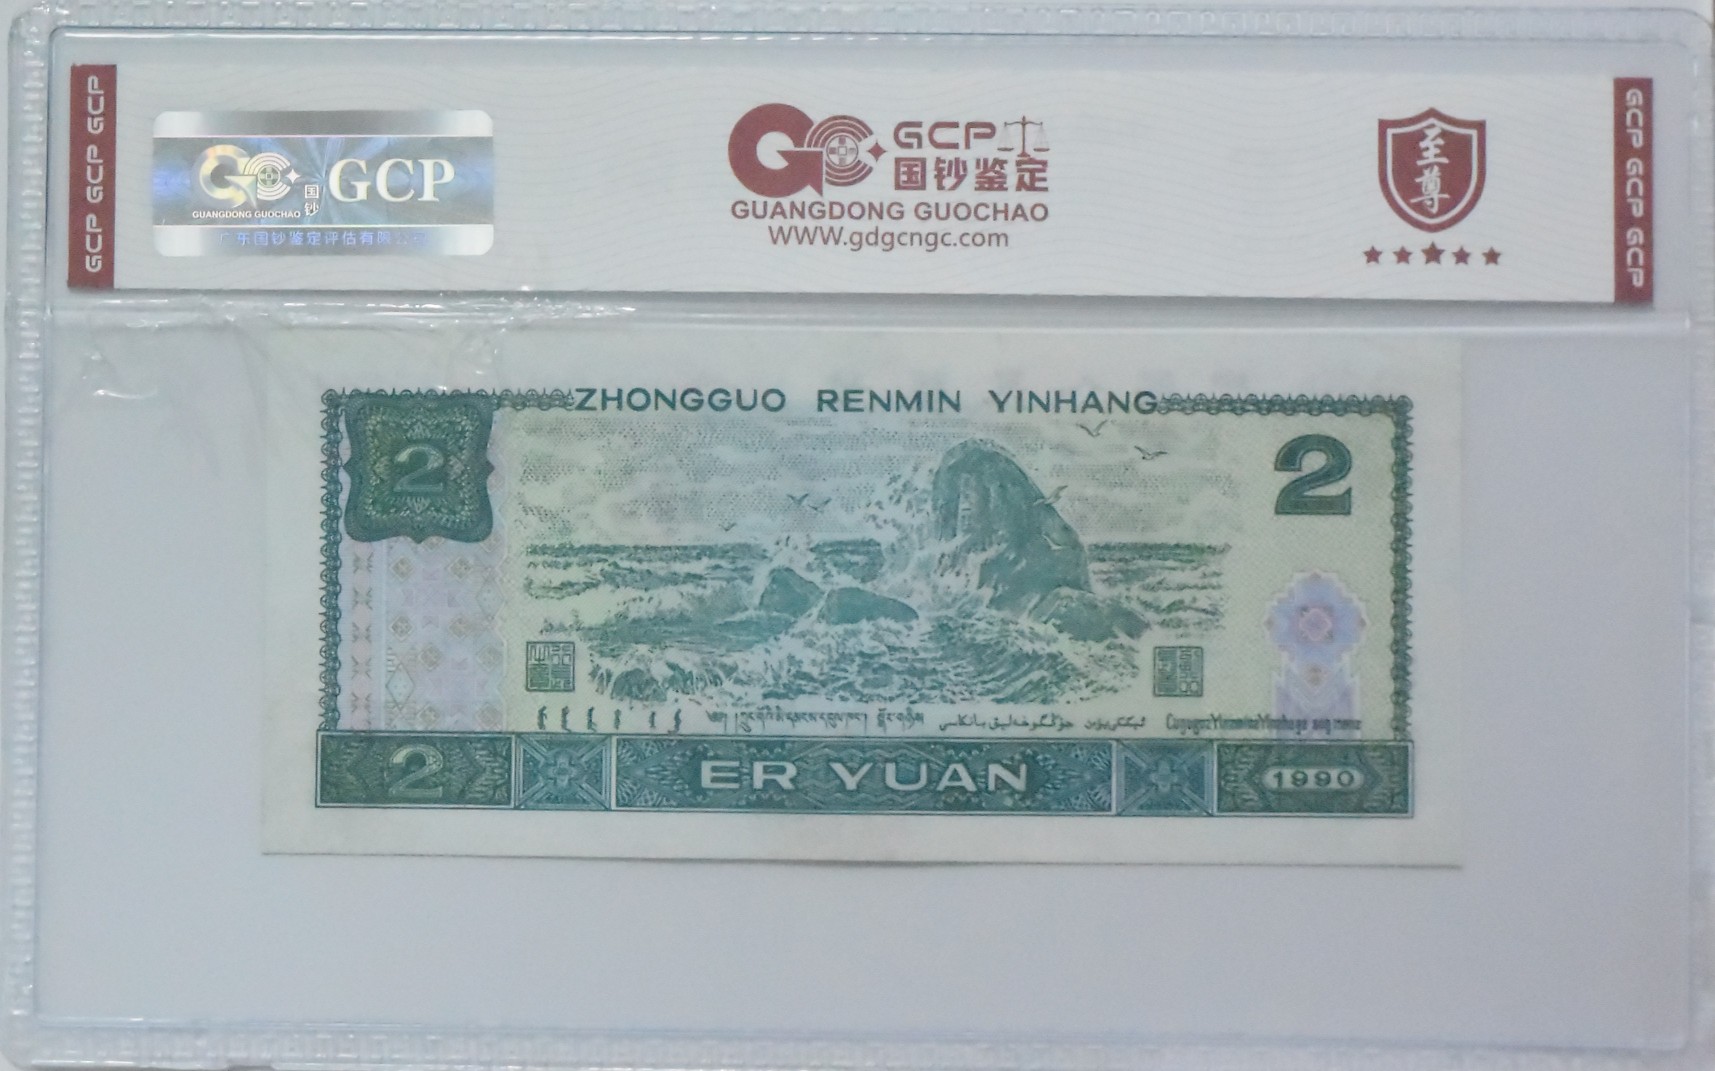 GCP GCP GCP
GCP
国钞
GUANGDONG GUOCHAO
广东国钞鉴定评估有限公司
GCP
国钞鉴定
GUANGDONG GUOCHAO
WWW.gdgcngc.com
至尊
GCP GCP GCP
ZHONGGUO RENMIN YINHANG
2
2
2
ER YUAN
1990